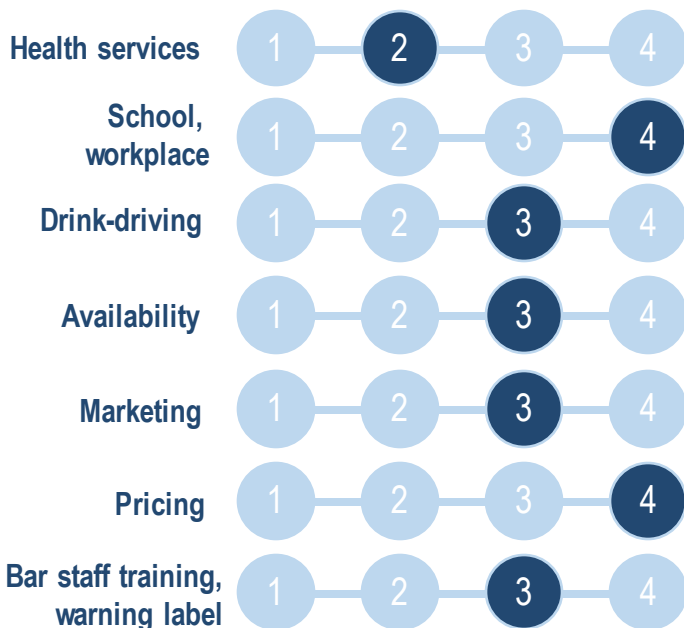 Health services 1 2 3 4
School,
workplace 1 2 3 4
Drink-driving 1 2 3 4
Availability 1 2 3 4
Marketing 1 2 3 4
Pricing 1 2 3 4
Bar staff training,
warning label 1 2 3 4